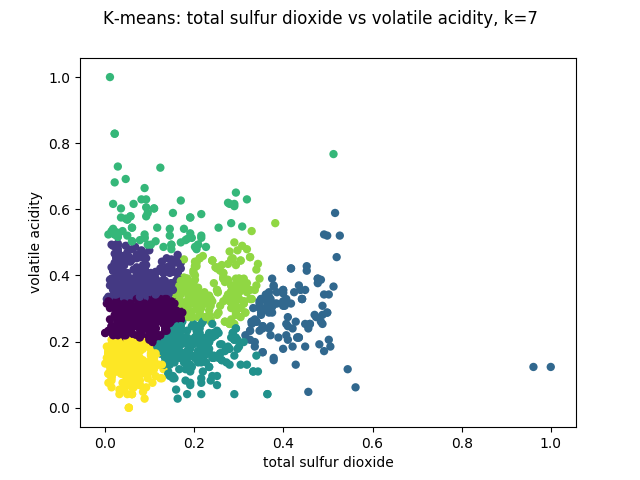 K-means: total sulfur dioxide vs volatile acidity, k=7
1.0
0.8
0.6
0.4
0.2
0.0
volatile acidity
0.0 0.2 0.4 0.6 0.8 1.0
total sulfur dioxide